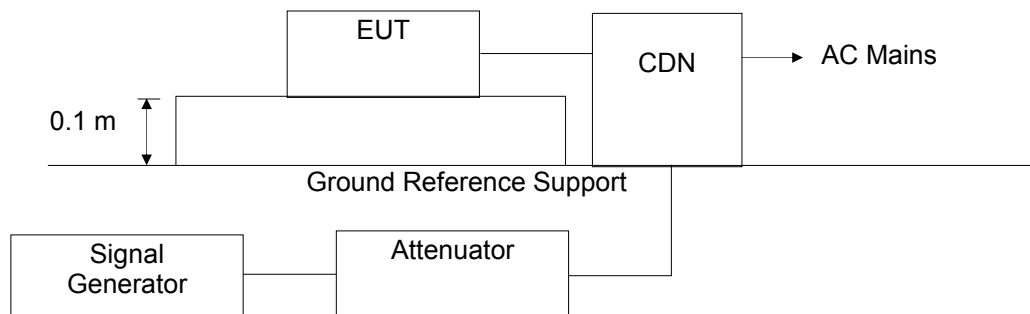 EUT
CDN
AC Mains
0.1 m
Ground Reference Support
Signal
Generator
Attenuator